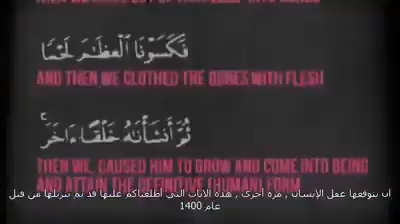 فَكَسَوْنَا ٱلْعِظَٰمَ لَحْمًا
AND THEN WE CLOTHED THE BONES WITH FLESH
ثُمَّ أَنشَأْنَٰهُ خَلْقًا ءَاخَرَ
THEN WE, CAUSED HIM TO GROW AND COME INTO BEING
AND ATTAIN THE DEFINITIVE (HUMAN) FORM
أن يتوقعها عقل الإنسان , مرة أخرى , هذه الآيات التي أطلعناكم عليها قد تم تنزيلها من قبل
1400 عام